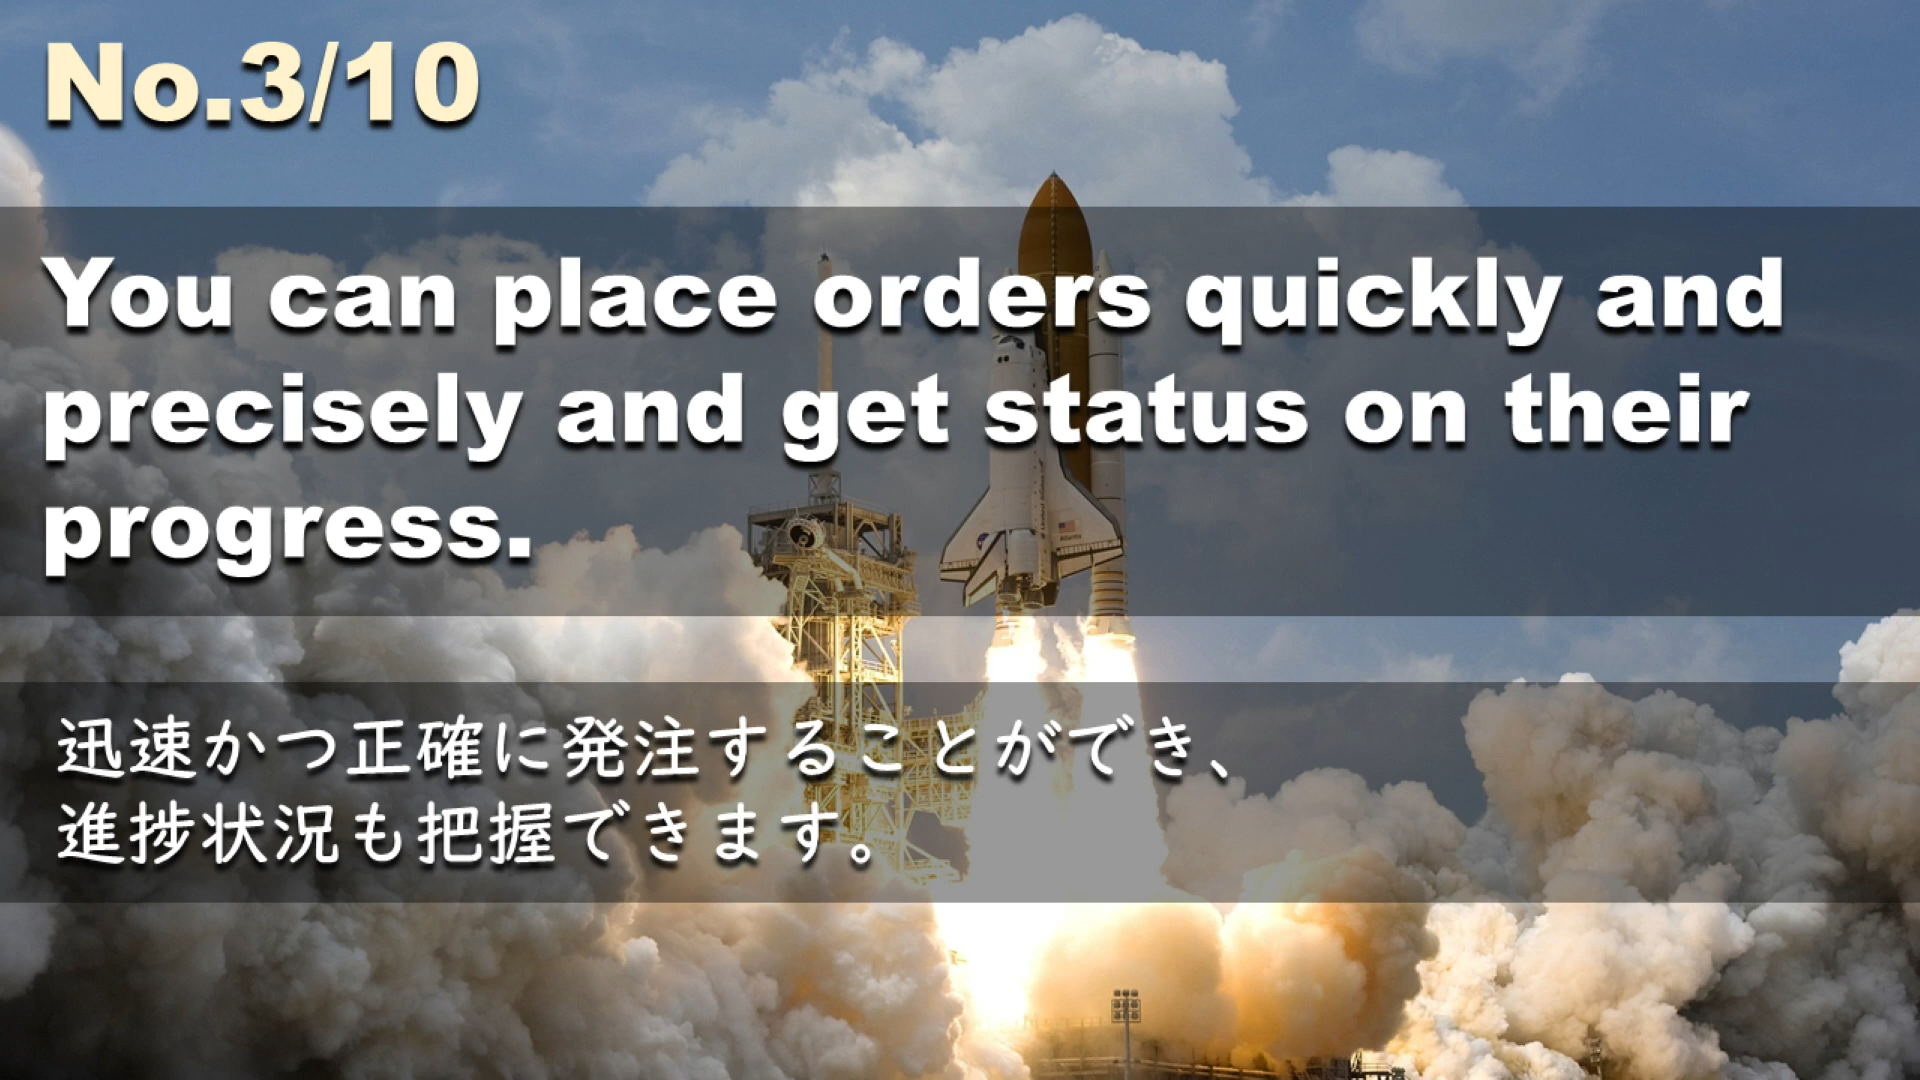 No.3/10
You can place orders quickly and
precisely and get status on their
progress.
迅速かつ正確に発注することができ、
進捗状況も把握できます。